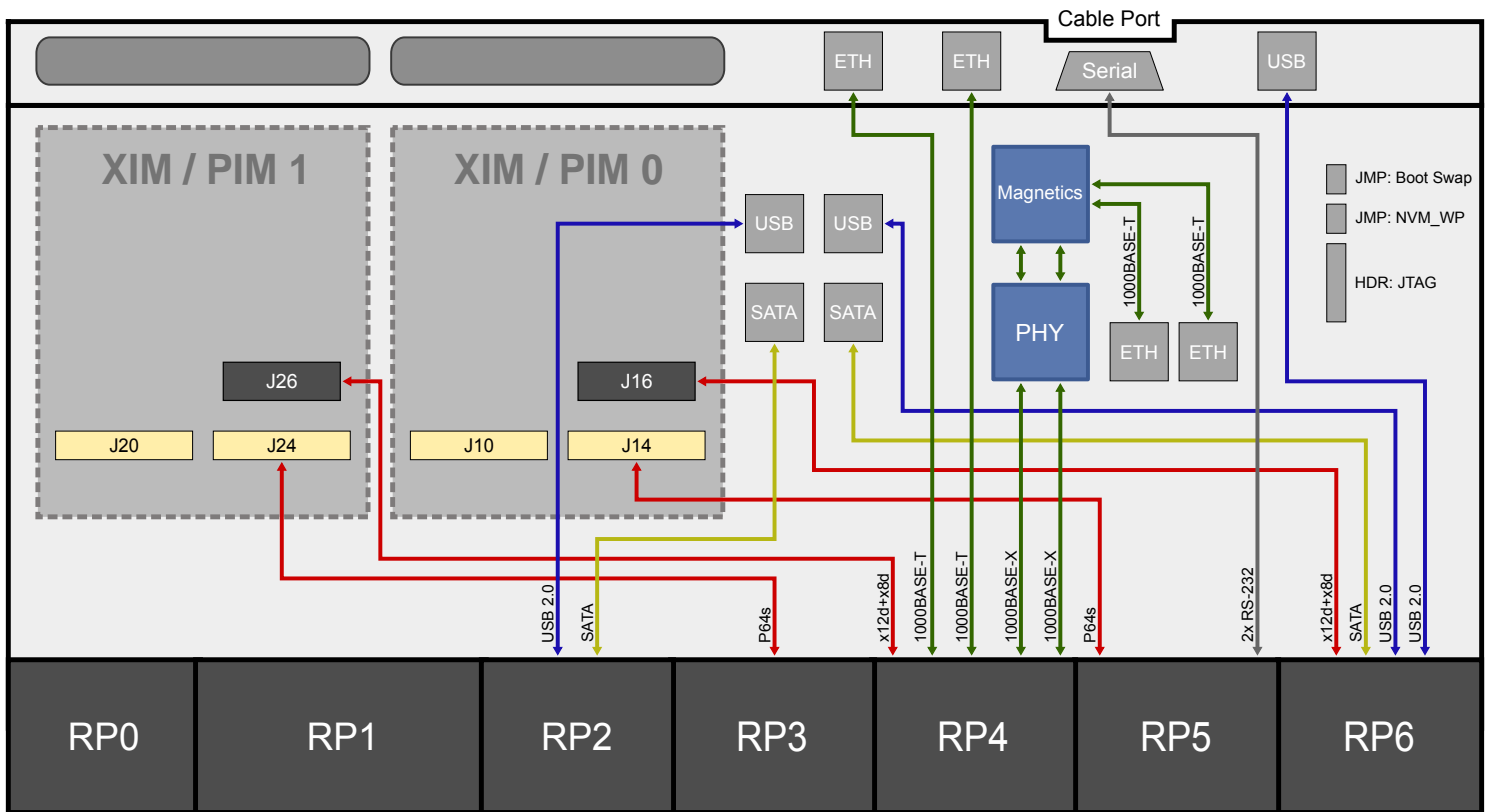 Cable Port
ETH
ETH
Serial
USB
XIM / PIM 1
XIM / PIM 0
Magnetics
JMP: Boot Swap
JMP: NVM_WP
HDR: JTAG
USB
USB
1000BASE-T
1000BASE-T
SATA
SATA
PHY
ETH
ETH
J26
J16
J20
J24
J10
J14
USB 2.0
SATA
P64s
x12d+x8d
1000BASE-T
1000BASE-T
1000BASE-X
1000BASE-X
P64s
2x RS-232
x12d+x8d
SATA
USB 2.0
USB 2.0
RP0
RP1
RP2
RP3
RP4
RP5
RP6